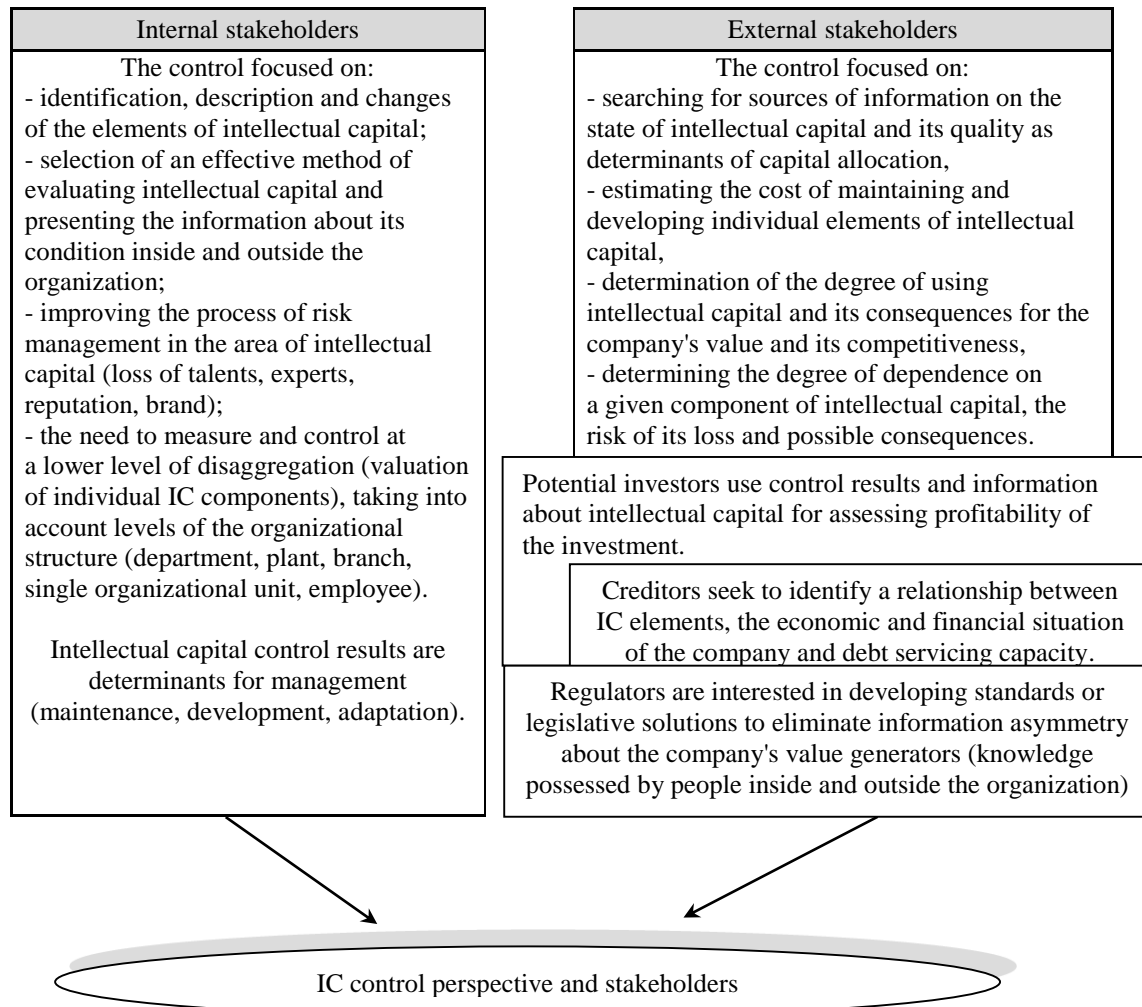 Internal stakeholders
The control focused on:
- identification, description and changes
of the elements of intellectual capital;
- selection of an effective method of
evaluating intellectual capital and
presenting the information about its
condition inside and outside the
organization;
- improving the process of risk
management in the area of intellectual
capital (loss of talents, experts,
reputation, brand);
- the need to measure and control at
a lower level of disaggregation (valuation
of individual IC components), taking into
account levels of the organizational
structure (department, plant, branch,
single organizational unit, employee).
Intellectual capital control results are
determinants for management
(maintenance, development, adaptation).
External stakeholders
The control focused on:
- searching for sources of information on the
state of intellectual capital and its quality as
determinants of capital allocation,
- estimating the cost of maintaining and
developing individual elements of intellectual
capital,
- determination of the degree of using
intellectual capital and its consequences for the
company's value and its competitiveness,
- determining the degree of dependence on
a given component of intellectual capital, the
risk of its loss and possible consequences.
Potential investors use control results and information
about intellectual capital for assessing profitability of
the investment.
Creditors seek to identify a relationship between
IC elements, the economic and financial situation
of the company and debt servicing capacity.
Regulators are interested in developing standards or
legislative solutions to eliminate information asymmetry
about the company's value generators (knowledge
possessed by people inside and outside the organization)
IC control perspective and stakeholders